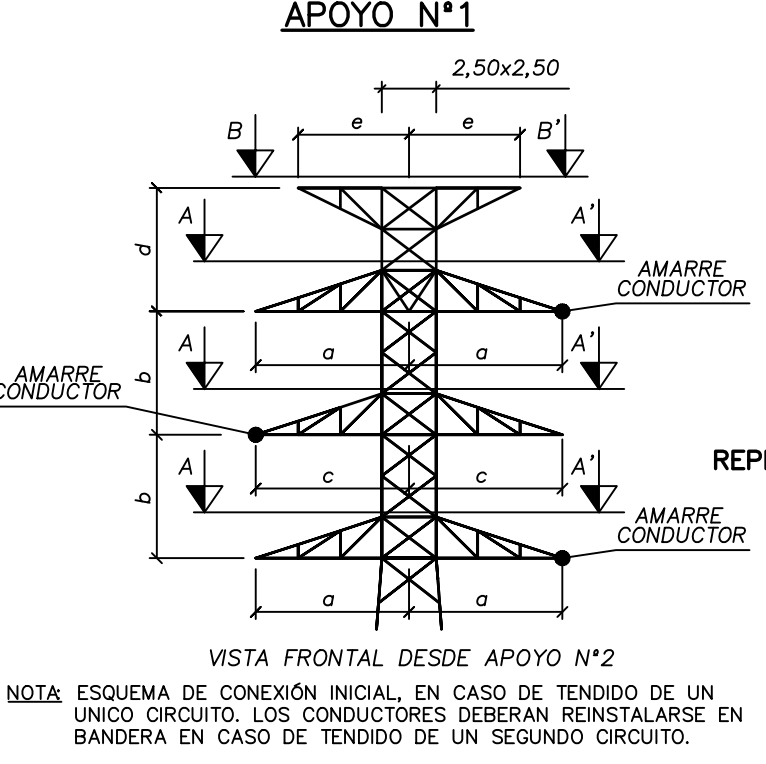 APOYO Nº1
2,50x2,50
e e
B B'
A A'
d
AMARRE
CONDUCTOR
a a
A A'
b
AMARRE
CONDUCTOR
c c
A A'
b
AMARRE
CONDUCTOR
a a
VISTA FRONTAL DESDE APOYO Nº2
NOTA: ESQUEMA DE CONEXIÓN INICIAL, EN CASO DE TENDIDO DE UN
UNICO CIRCUITO. LOS CONDUCTORES DEBERAN REINSTALARSE EN
BANDERA EN CASO DE TENDIDO DE UN SEGUNDO CIRCUITO.